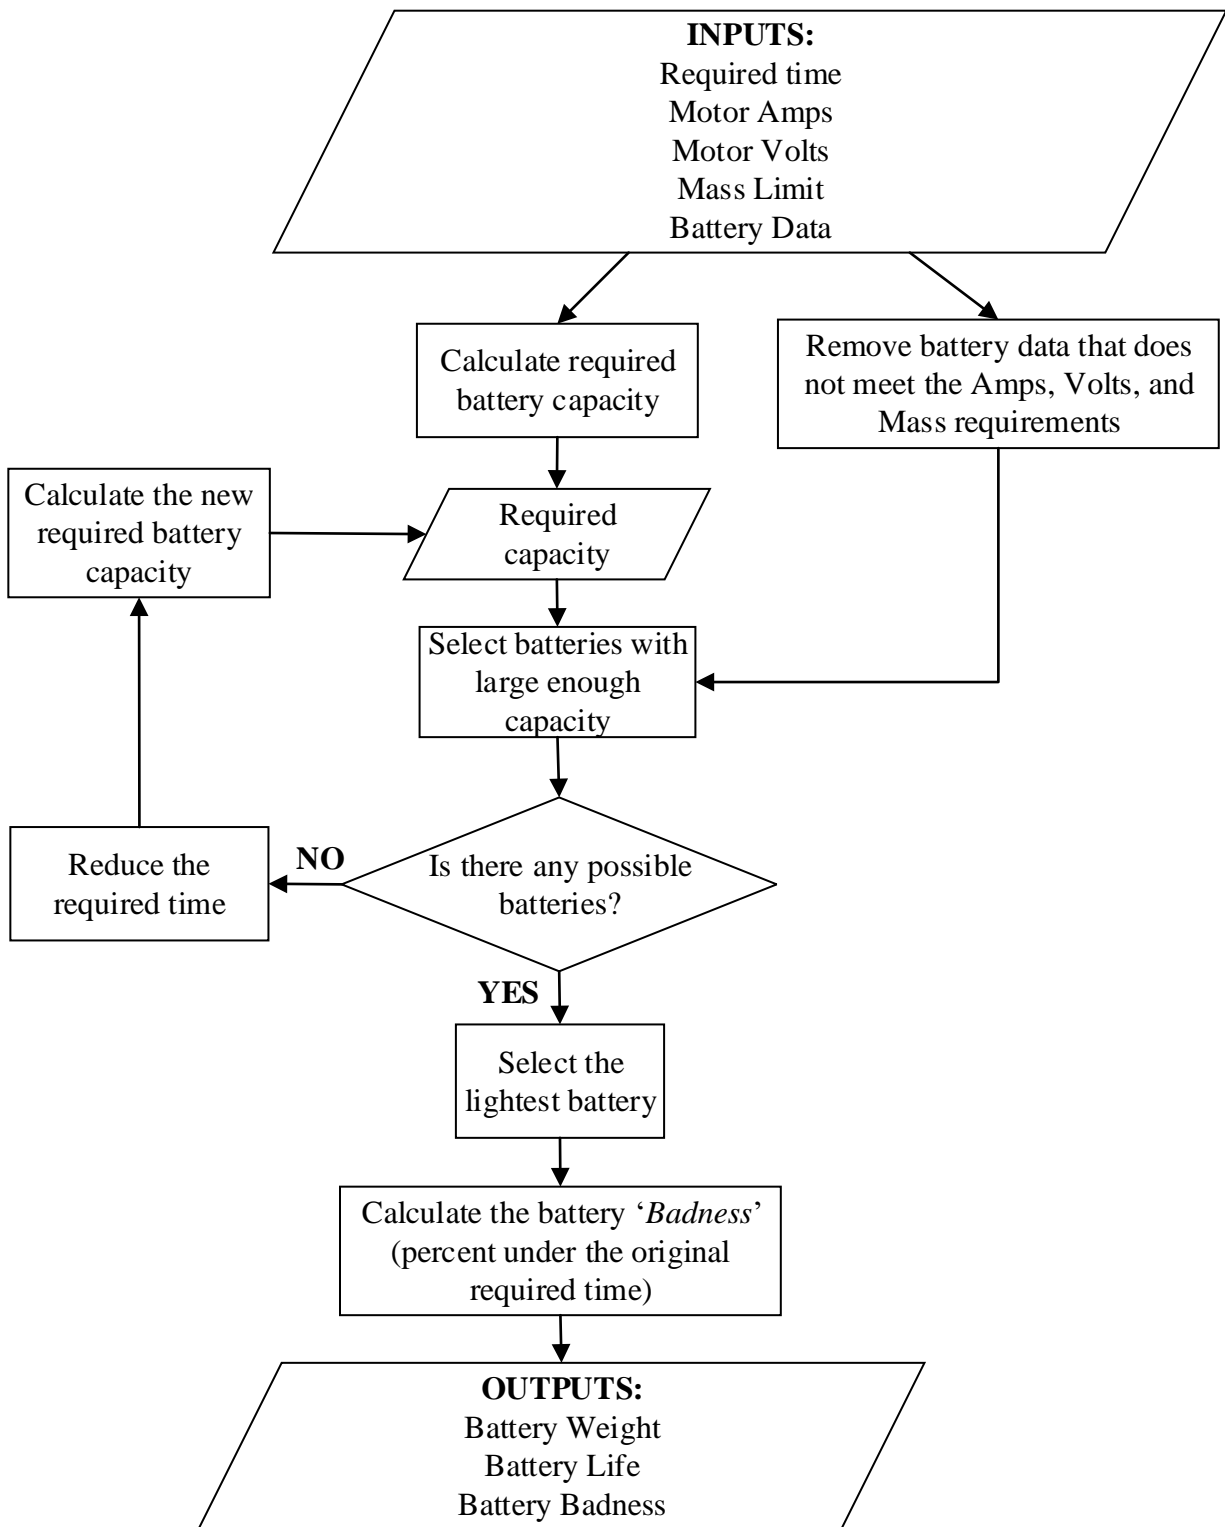 INPUTS:
Required time
Motor Amps
Motor Volts
Mass Limit
Battery Data
Calculate required
battery capacity
Remove battery data that does
not meet the Amps, Volts, and
Mass requirements
Calculate the new
required battery
capacity
Required
capacity
Select batteries with
large enough
capacity
Reduce the
required time
NO
Is there any possible
batteries?
YES
Select the
lightest battery
Calculate the battery ‘Badness’
(percent under the original
required time)
OUTPUTS:
Battery Weight
Battery Life
Battery Badness